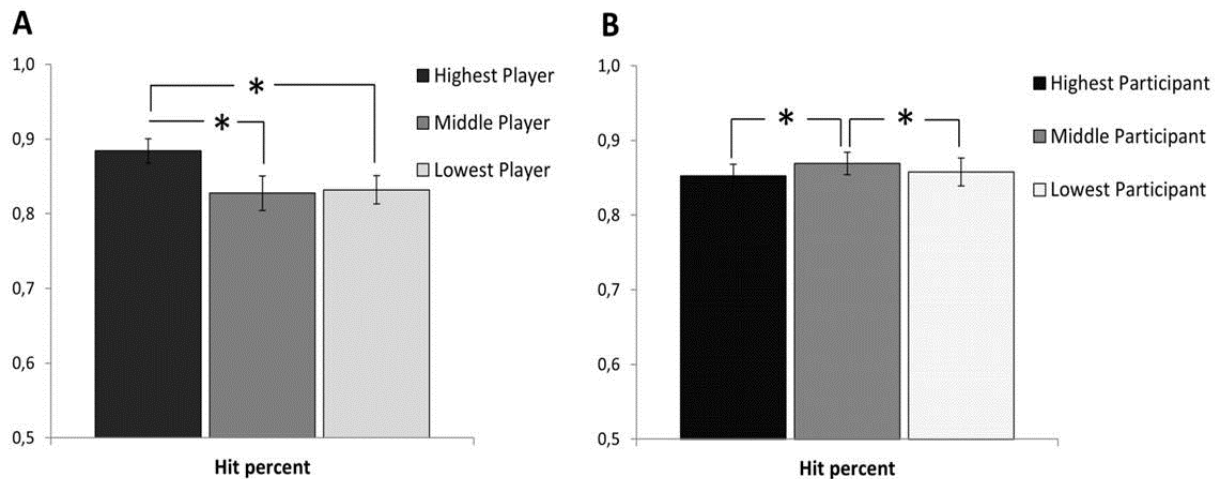 A
1,0
0,9
0,8
0,7
0,6
0,5
*
*
Highest Player
Middle Player
Lowest Player
Hit percent
B
1,0
0,9
0,8
0,7
0,6
0,5
*
*
Highest Participant
Middle Participant
Lowest Participant
Hit percent